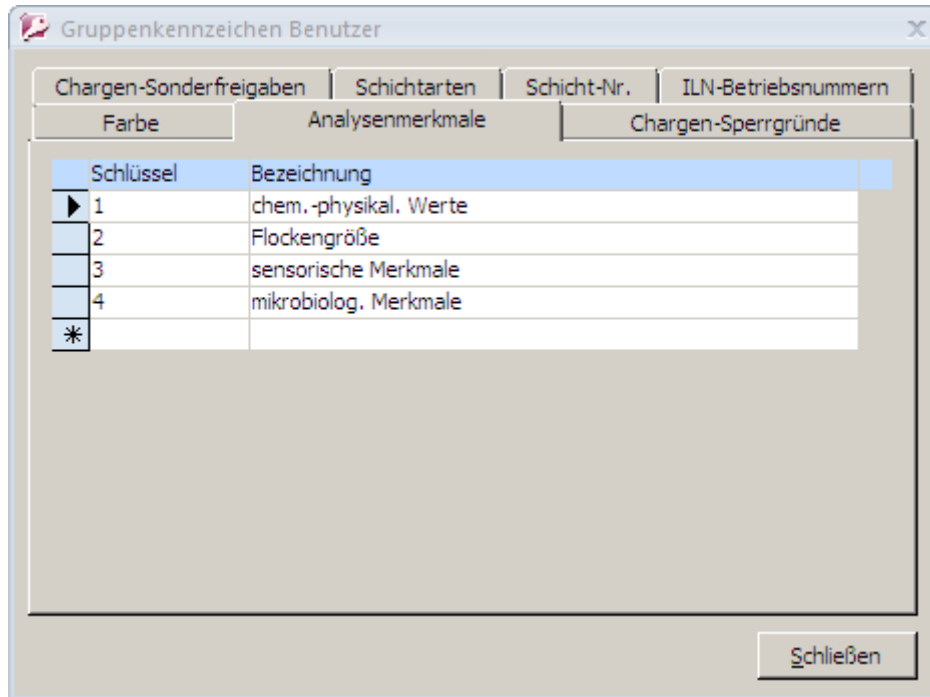 Gruppenkennzeichen Benutzer
Chargen-Sonderfreigaben Schichtarten Schicht-Nr. ILN-Betriebsnummern
Farbe Analysenmerkmale Chargen-Sperrgründe
Schlüssel Bezeichnung
1 chem.-physikal. Werte
2 Flockengröße
3 sensorische Merkmale
4 mikrobiolog. Merkmale
Schließen